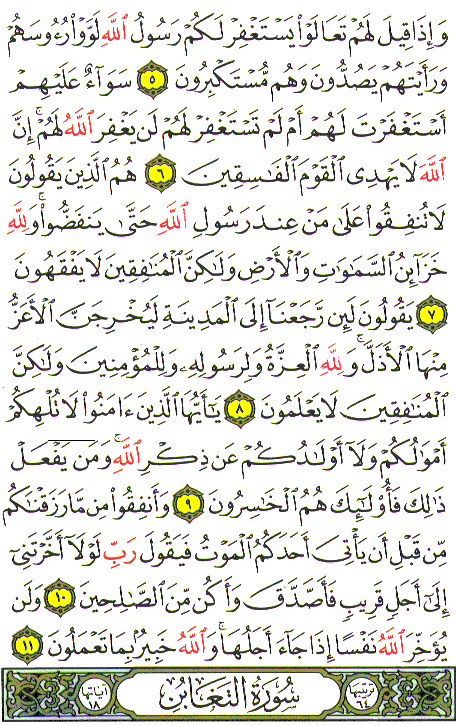 وَإِذَا قِيلَ لَهُمْ تَعَالَوْا۟ يَسْتَغْفِرْ لَكُمْ رَسُولُ ٱللَّهِ لَوَّوْا۟ رُءُوسَهُمْ
وَرَأَيْتَهُمْ يَصُدُّونَ وَهُم مُّسْتَكْبِرُونَ ٥ سَوَآءٌ عَلَيْهِمْ
أَسْتَغْفَرْتَ لَهُمْ أَمْ لَمْ تَسْتَغْفِرْ لَهُمْ لَن يَغْفِرَ ٱللَّهُ لَهُمْ ۚ إِنَّ
ٱللَّهَ لَا يَهْدِى ٱلْقَوْمَ ٱلْفَـٰسِقِينَ ٦ هُمُ ٱلَّذِينَ يَقُولُونَ
لَا تُنفِقُوا۟ عَلَىٰ مَنْ عِندَ رَسُولِ ٱللَّهِ حَتَّىٰ يَنفَضُّوا۟ ۗ وَلِلَّهِ
خَزَآئِنُ ٱلسَّمَـٰوَٰتِ وَٱلْأَرْضِ وَلَـٰكِنَّ ٱلْمُنَـٰفِقِينَ لَا يَفْقَهُونَ
٧ يَقُولُونَ لَئِن رَّجَعْنَآ إِلَى ٱلْمَدِينَةِ لَيُخْرِجَنَّ ٱلْأَعَزُّ
مِنْهَا ٱلْأَذَلَّ ۚ وَلِلَّهِ ٱلْعِزَّةُ وَلِرَسُولِهِۦ وَلِلْمُؤْمِنِينَ وَلَـٰكِنَّ
ٱلْمُنَـٰفِقِينَ لَا يَعْلَمُونَ ٨ يَـٰٓأَيُّهَا ٱلَّذِينَ ءَامَنُوا۟ لَا تُلْهِكُمْ
أَمْوَٰلُكُمْ وَلَآ أَوْلَـٰدُكُمْ عَن ذِكْرِ ٱللَّهِ ۚ وَمَن يَفْعَلْ
ذَٰلِكَ فَأُو۟لَـٰٓئِكَ هُمُ ٱلْخَـٰسِرُونَ ٩ وَأَنفِقُوا۟ مِن مَّا رَزَقْنَـٰكُم
مِّن قَبْلِ أَن يَأْتِىَ أَحَدَكُمُ ٱلْمَوْتُ فَيَقُولَ رَبِّ لَوْلَآ أَخَّرْتَنِىٓ
إِلَىٰٓ أَجَلٍ قَرِيبٍ فَأَصَّدَّقَ وَأَكُن مِّنَ ٱلصَّـٰلِحِينَ ١٠ وَلَن
يُؤَخِّرَ ٱللَّهُ نَفْسًا إِذَا جَآءَ أَجَلُهَا ۚ وَٱللَّهُ خَبِيرٌۢ بِمَا تَعْمَلُونَ ١١
ترتيبها ٦٤ سُورَةُ التَّغَابُنِ آياتها ١٨